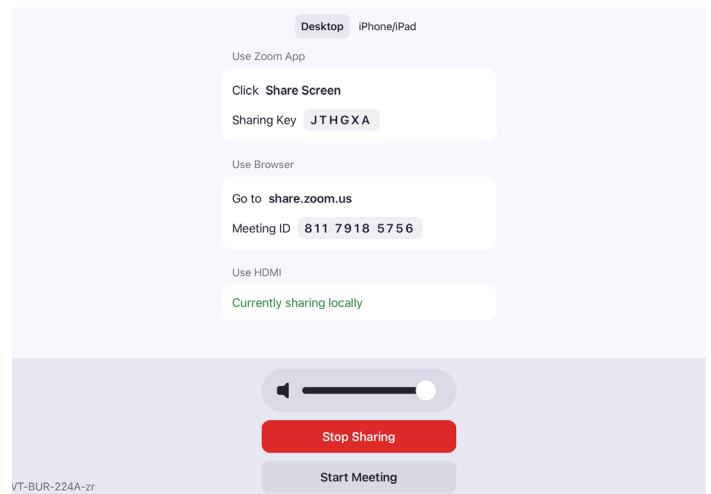 Desktop iPhone/iPad
Use Zoom App
Click Share Screen
Sharing Key JTHGXA
Use Browser
Go to share.zoom.us
Meeting ID 811 7918 5756
Use HDMI
Currently sharing locally
Stop Sharing
Start Meeting
VT-BUR-224A-zr